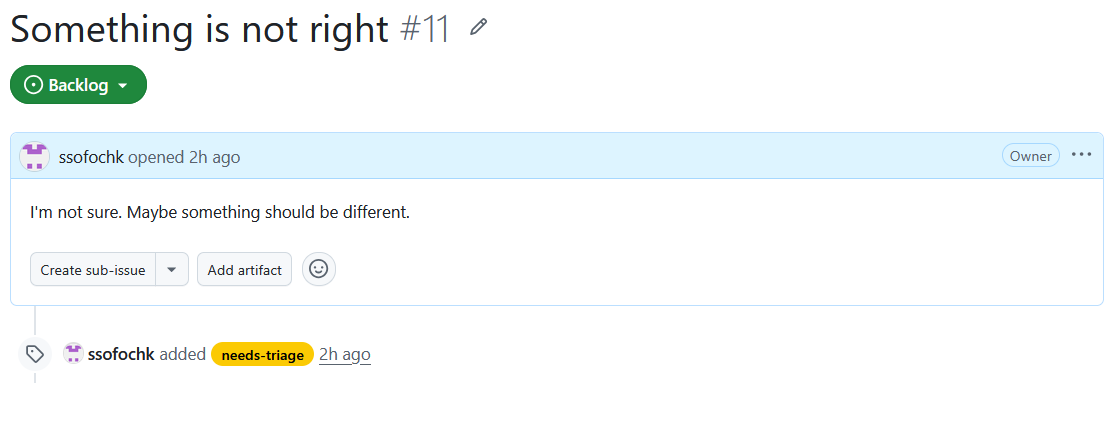 Something is not right #11
Backlog
ssofochk opened 2h ago Owner
I'm not sure. Maybe something should be different.
Create sub-issue Add artifact
ssofochk added needs-triage 2h ago